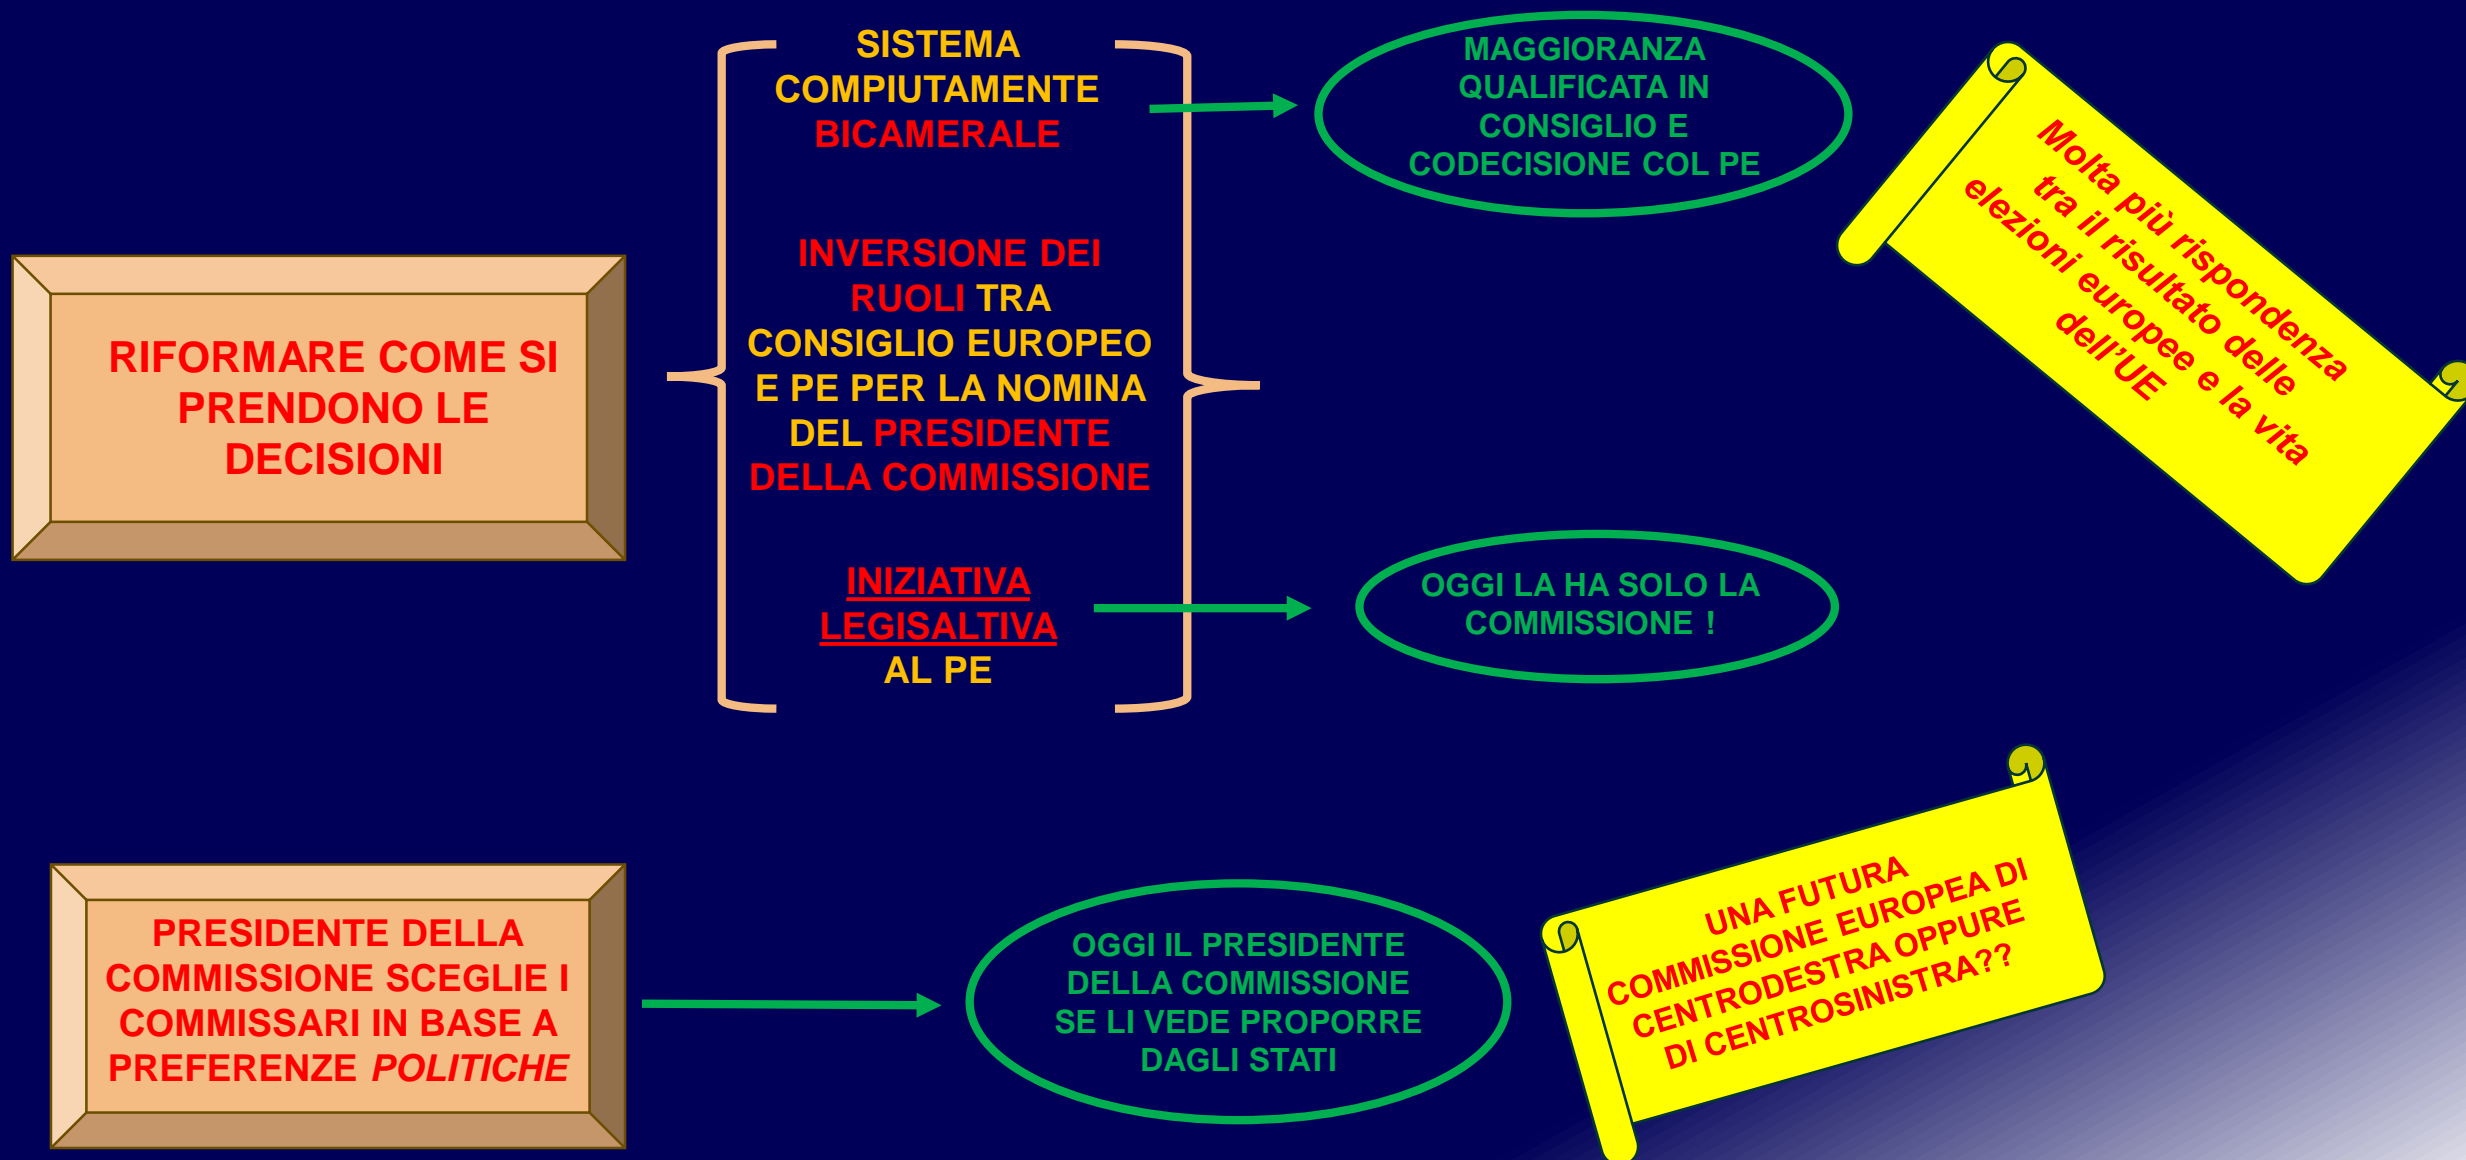 RIFORMARE COME SI
PRENDONO LE
DECISIONI
SISTEMA
COMPIUTAMENTE
BICAMERALE
INVERSIONE DEI
RUOLI TRA
CONSIGLIO EUROPEO
E PE PER LA NOMINA
DEL PRESIDENTE
DELLA COMMISSIONE
INIZIATIVA
LEGISALTIVA
AL PE
MAGGIORANZA
QUALIFICATA IN
CONSIGLIO E
CODECISIONE COL PE
OGGI LA HA SOLO LA
COMMISSIONE !
Molta più rispondenza
tra il risultato delle
elezioni europee e la vita
dell’UE
PRESIDENTE DELLA
COMMISSIONE SCEGLIE I
COMMISSARI IN BASE A
PREFERENZE POLITICHE
OGGI IL PRESIDENTE
DELLA COMMISSIONE
SE LI VEDE PROPORRE
DAGLI STATI
UNA FUTURA
COMMISSIONE EUROPEA DI
CENTRODESTRA OPPURE
DI CENTROSINISTRA??